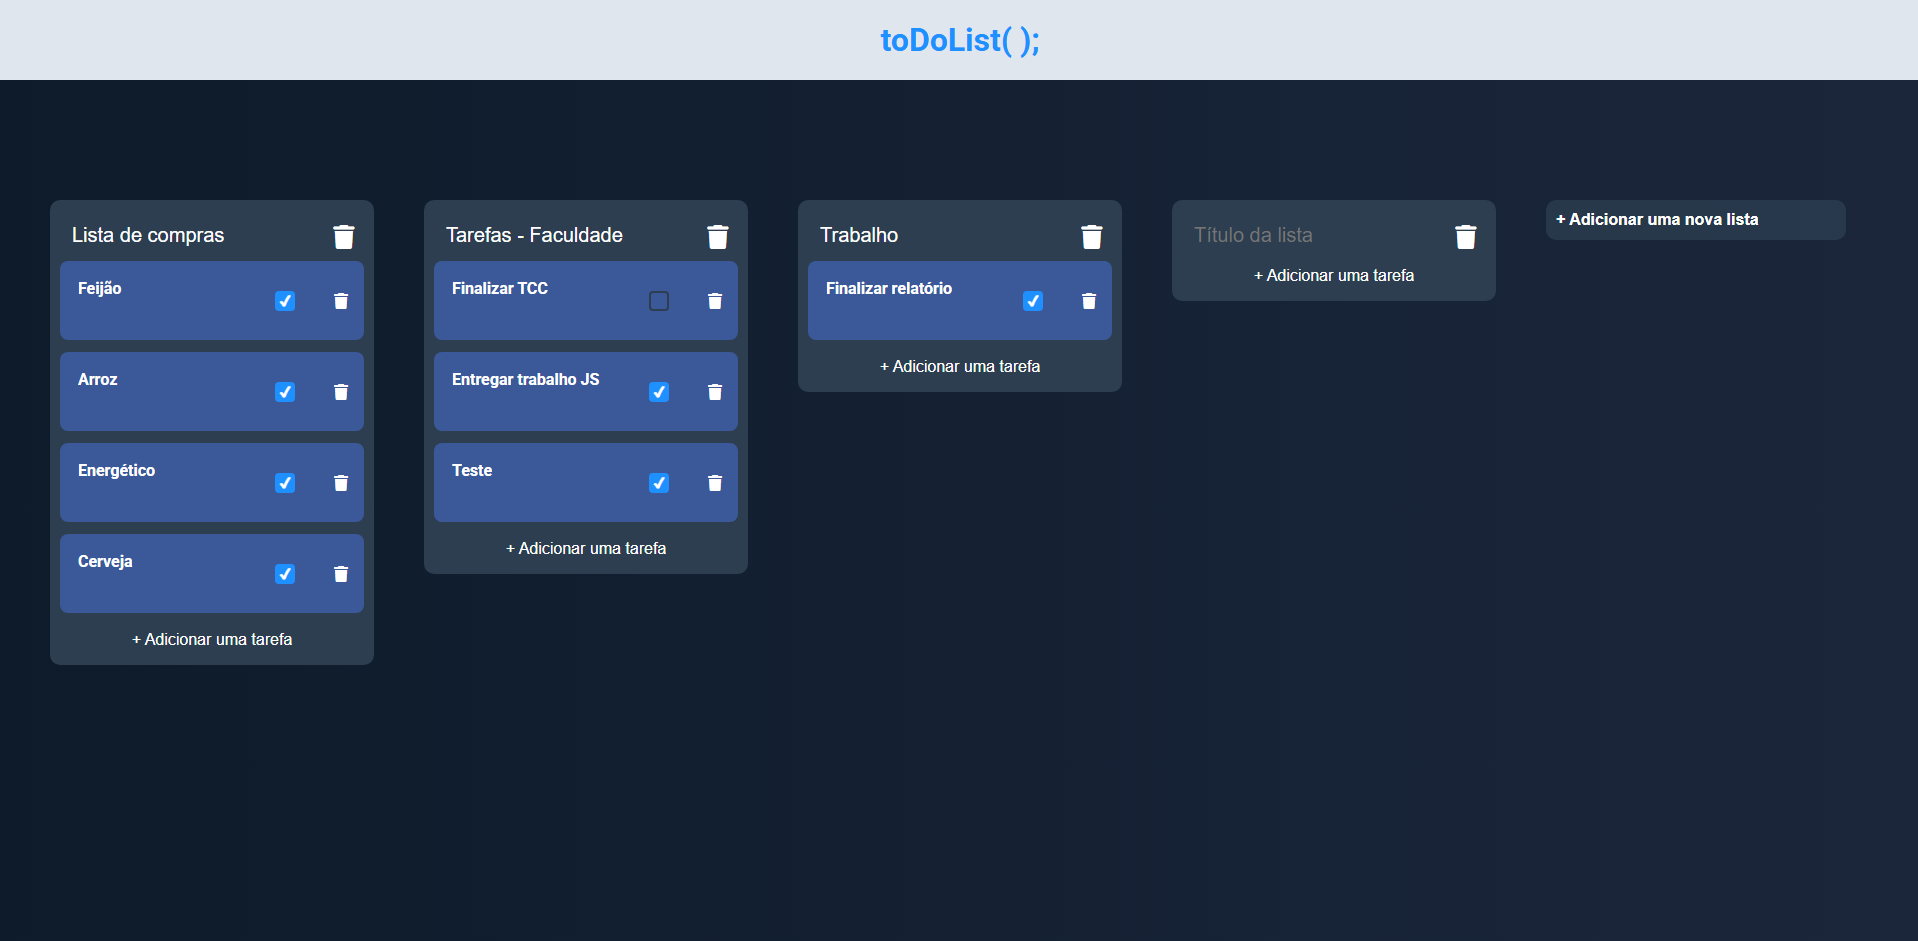 toDoList( );
Lista de compras
Feijão
Arroz
Energético
Cerveja
+ Adicionar uma tarefa
Tarefas - Faculdade
Finalizar TCC
Entregar trabalho JS
Teste
+ Adicionar uma tarefa
Trabalho
Finalizar relatório
+ Adicionar uma tarefa
Título da lista
+ Adicionar uma tarefa
+ Adicionar uma nova lista